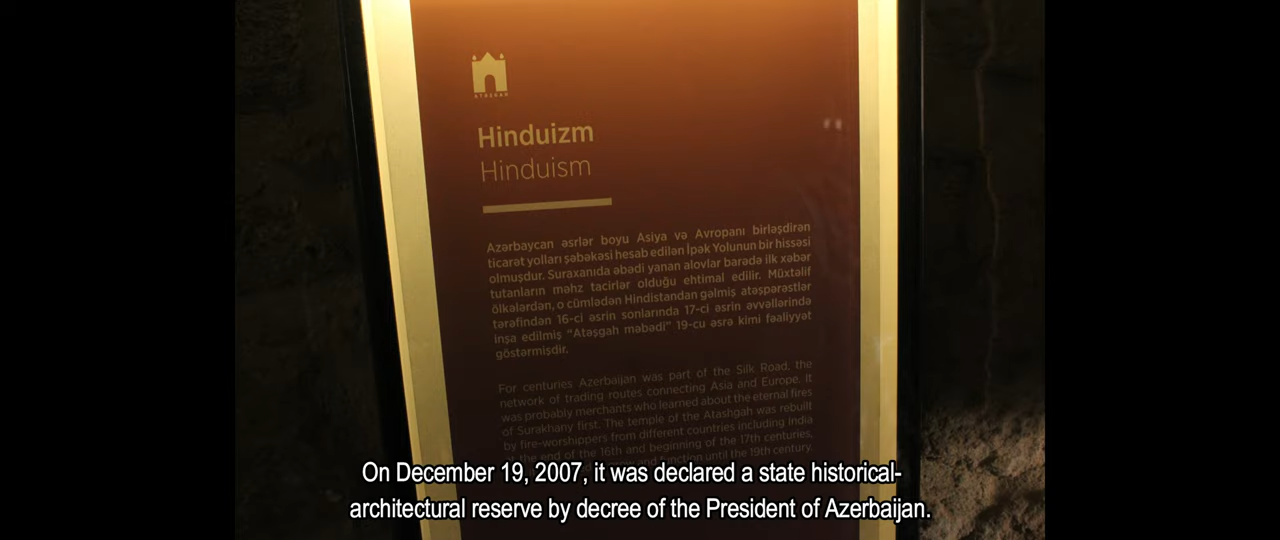 ATESGAH
Hinduizm
Hinduism
Azərbaycan əsrlər boyu Asiya və Avropanı birləşdirən
ticarət yolları şəbəkəsi hesab edilən İpək Yolunun bir hissəsi
olmuşdur. Suraxanıda əbədi yanan alovlar barədə ilk xəbər
tutanların məhz tacirlər olduğu ehtimal edilir. Müxtəlif
ölkələrdən, o cümlədən Hindistandan gəlmiş atəşpərəstlər
tərəfindən 16-cı əsrin sonlarında 17-ci əsrin əvvəllərində
inşa edilmiş “Atəşgah məbədi” 19-cu əsrə kimi fəaliyyət
göstərmişdir.
For centuries Azerbaijan was part of the Silk Road, the
network of trading routes connecting Asia and Europe. It
was probably merchants who learned about the eternal fires
of Surakhany first. The temple of the Atashgah was rebuilt
by fire-worshippers from different countries including India
at the end of the 16th and beginning of the 17th centuries,
and function until the 19th century.
On December 19, 2007, it was declared a state historical-
architectural reserve by decree of the President of Azerbaijan.